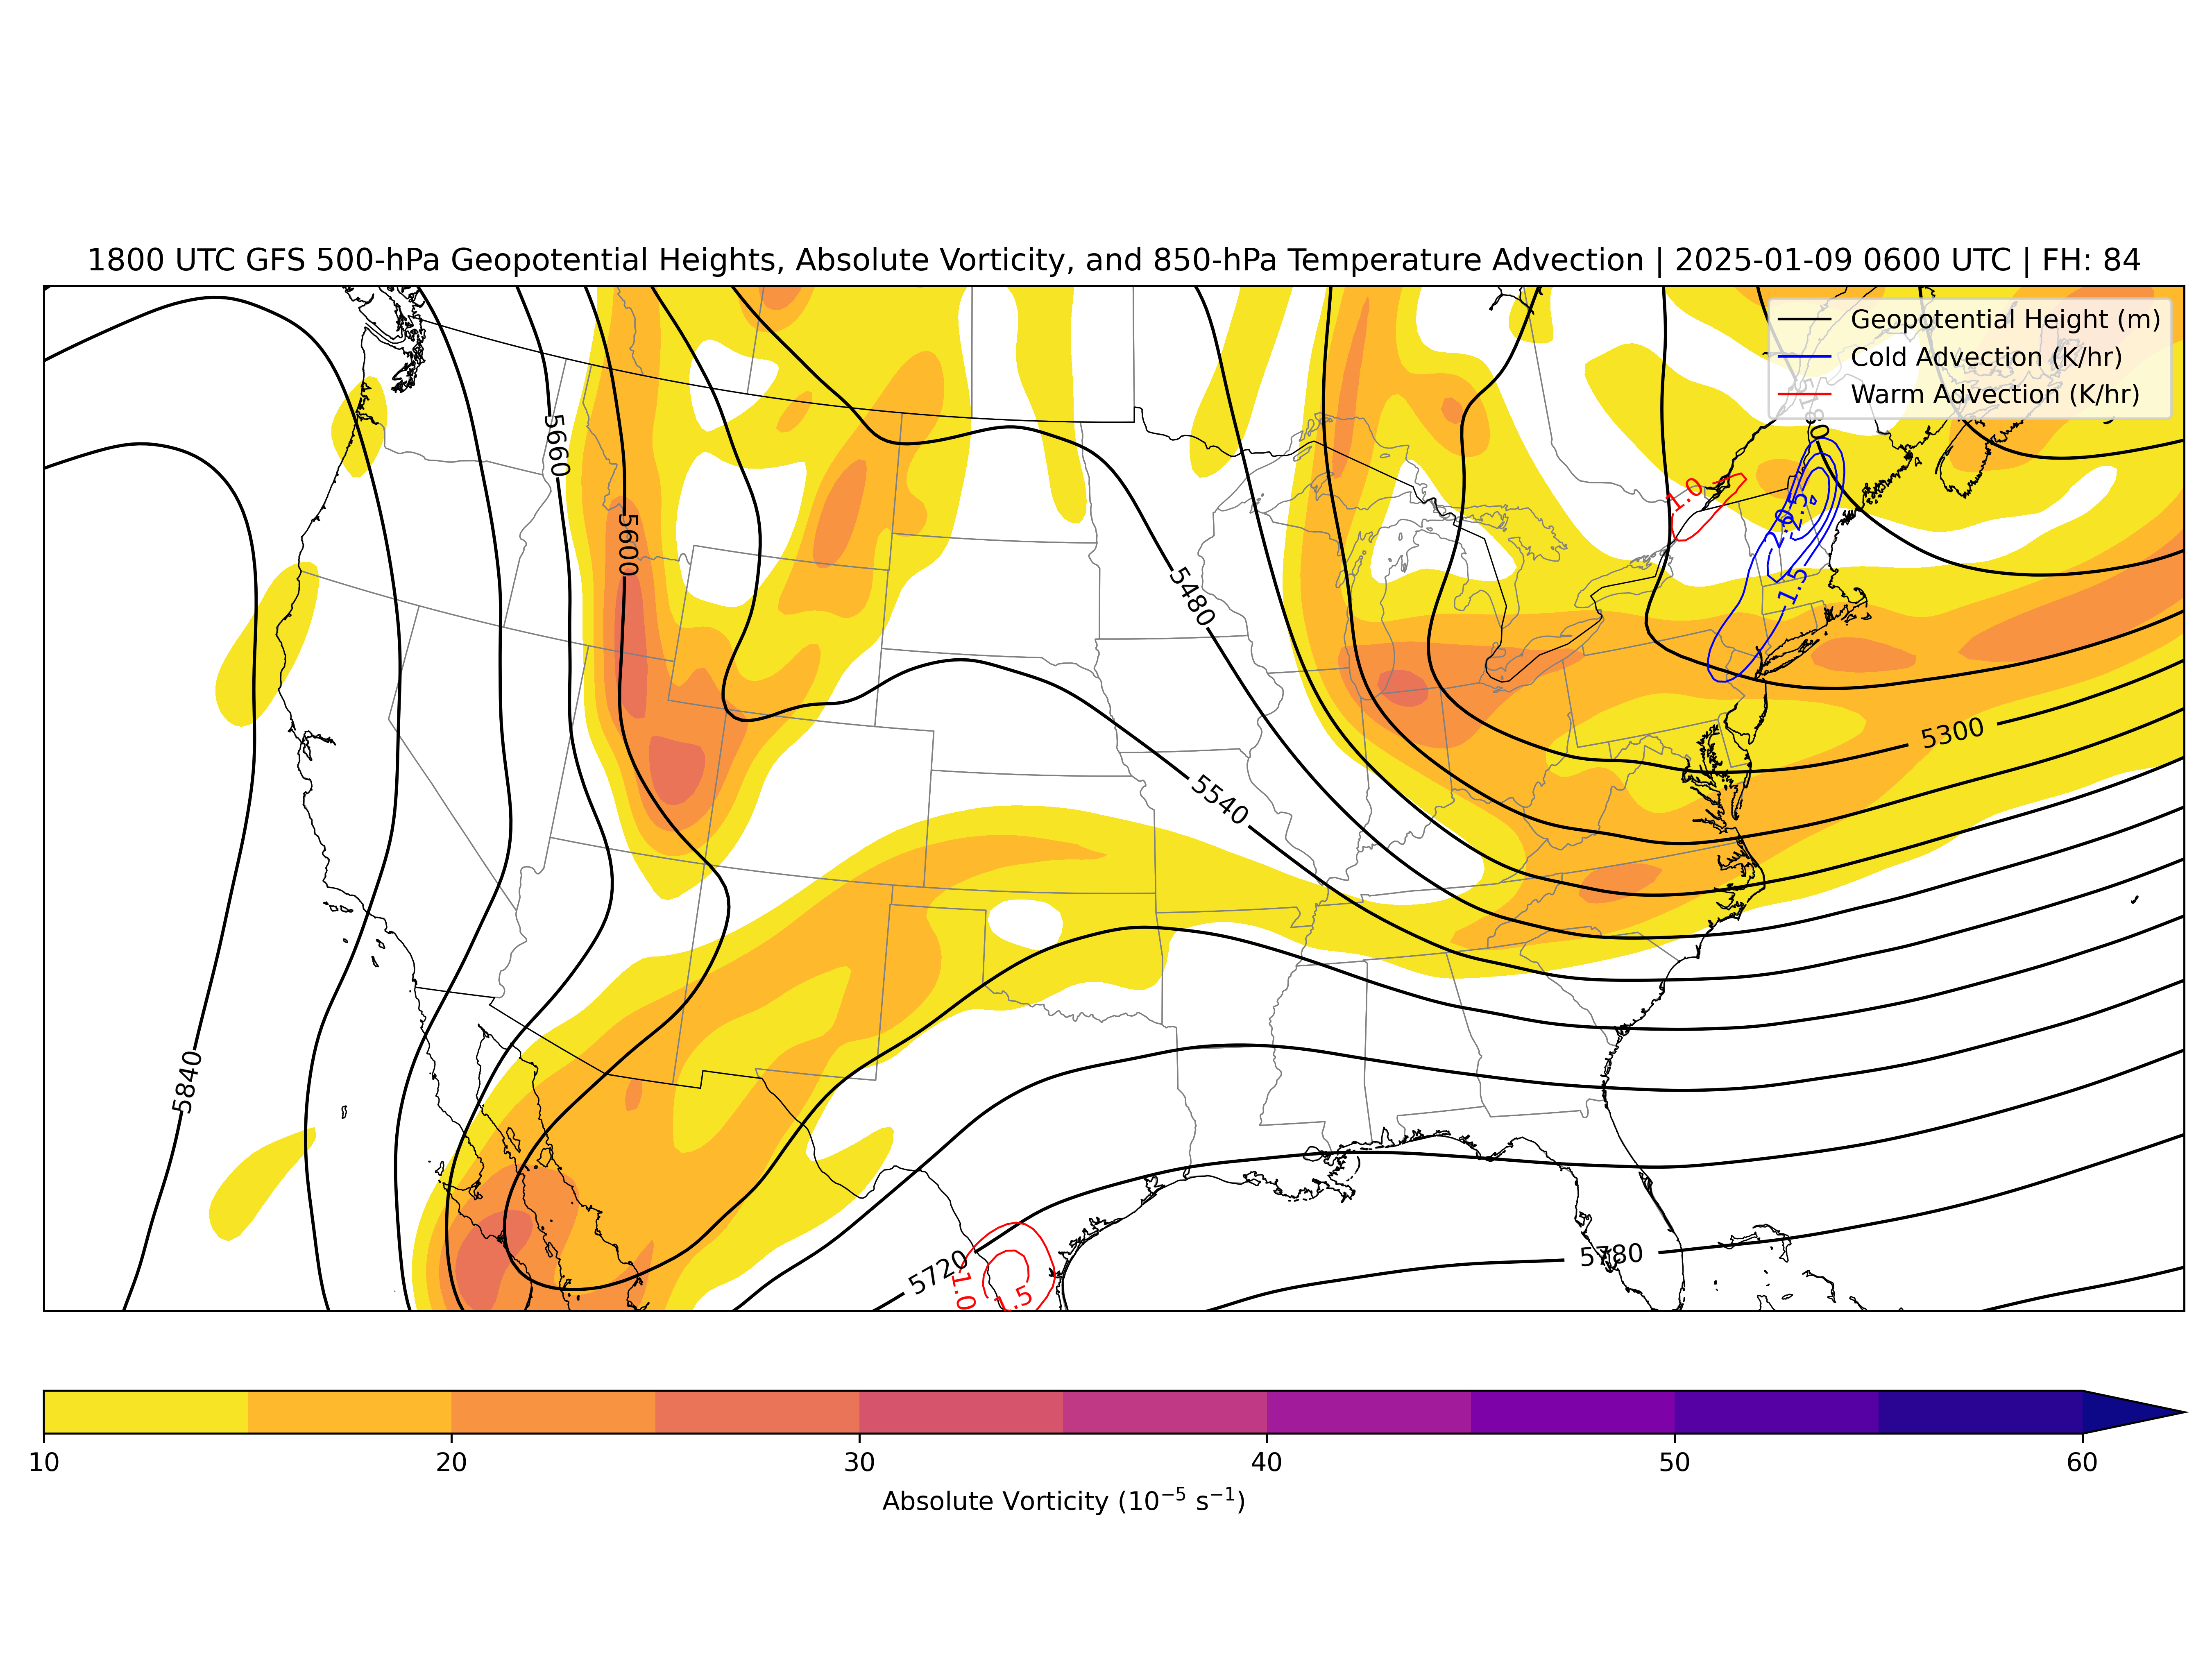 1800 UTC GFS 500-hPa Geopotential Heights, Absolute Vorticity, and 850-hPa Temperature Advection | 2025-01-09 0600 UTC | FH: 84
Geopotential Height (m)
Cold Advection (K/hr)
Warm Advection (K/hr)
5660
1.0
2.5
2.0
5600
5480
1.5
5300
5540
5840
5780
5720
1.0
1.5
10 20 30 40 50 60
Absolute Vorticity (10⁻⁵ s⁻¹)